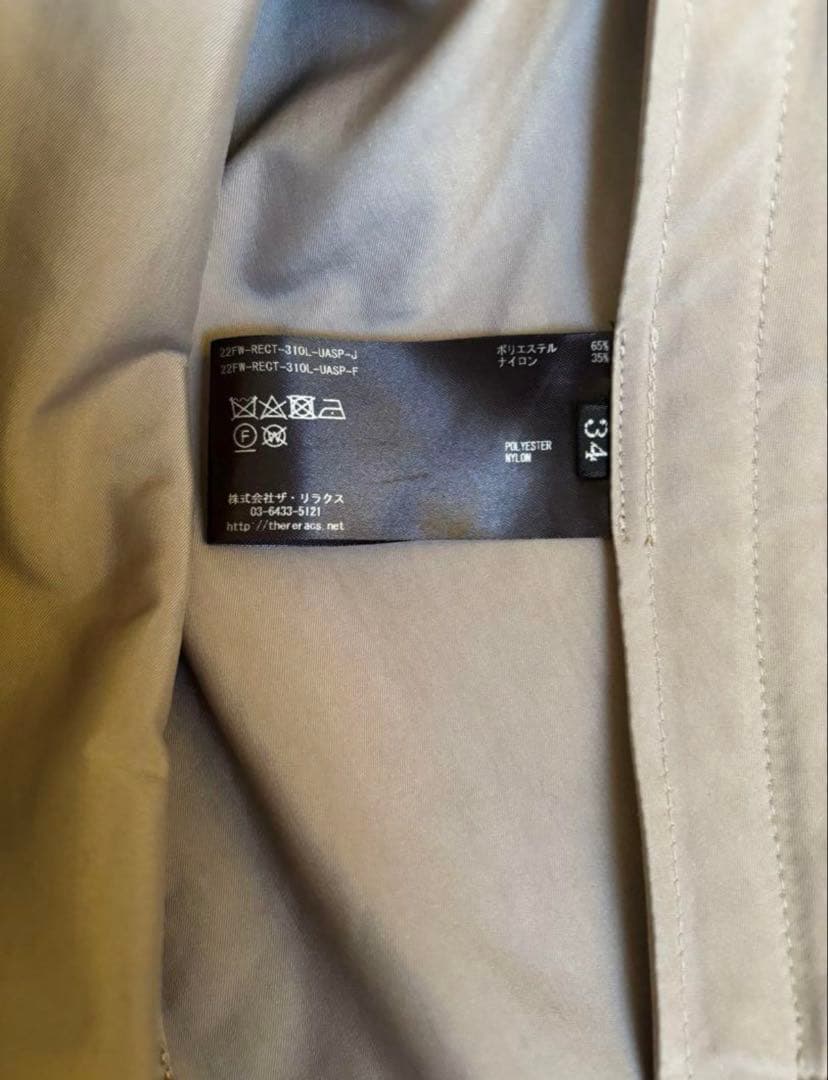 22FW-RECT-310L-UASP-J
22FW-RECT-310L-UASP-F
ポリエステル 65%
ナイロン 35%
F
W
POLYESTER
NYLON
34
株式会社ザ・リラクス
03-6433-5121
http://thereracs.net